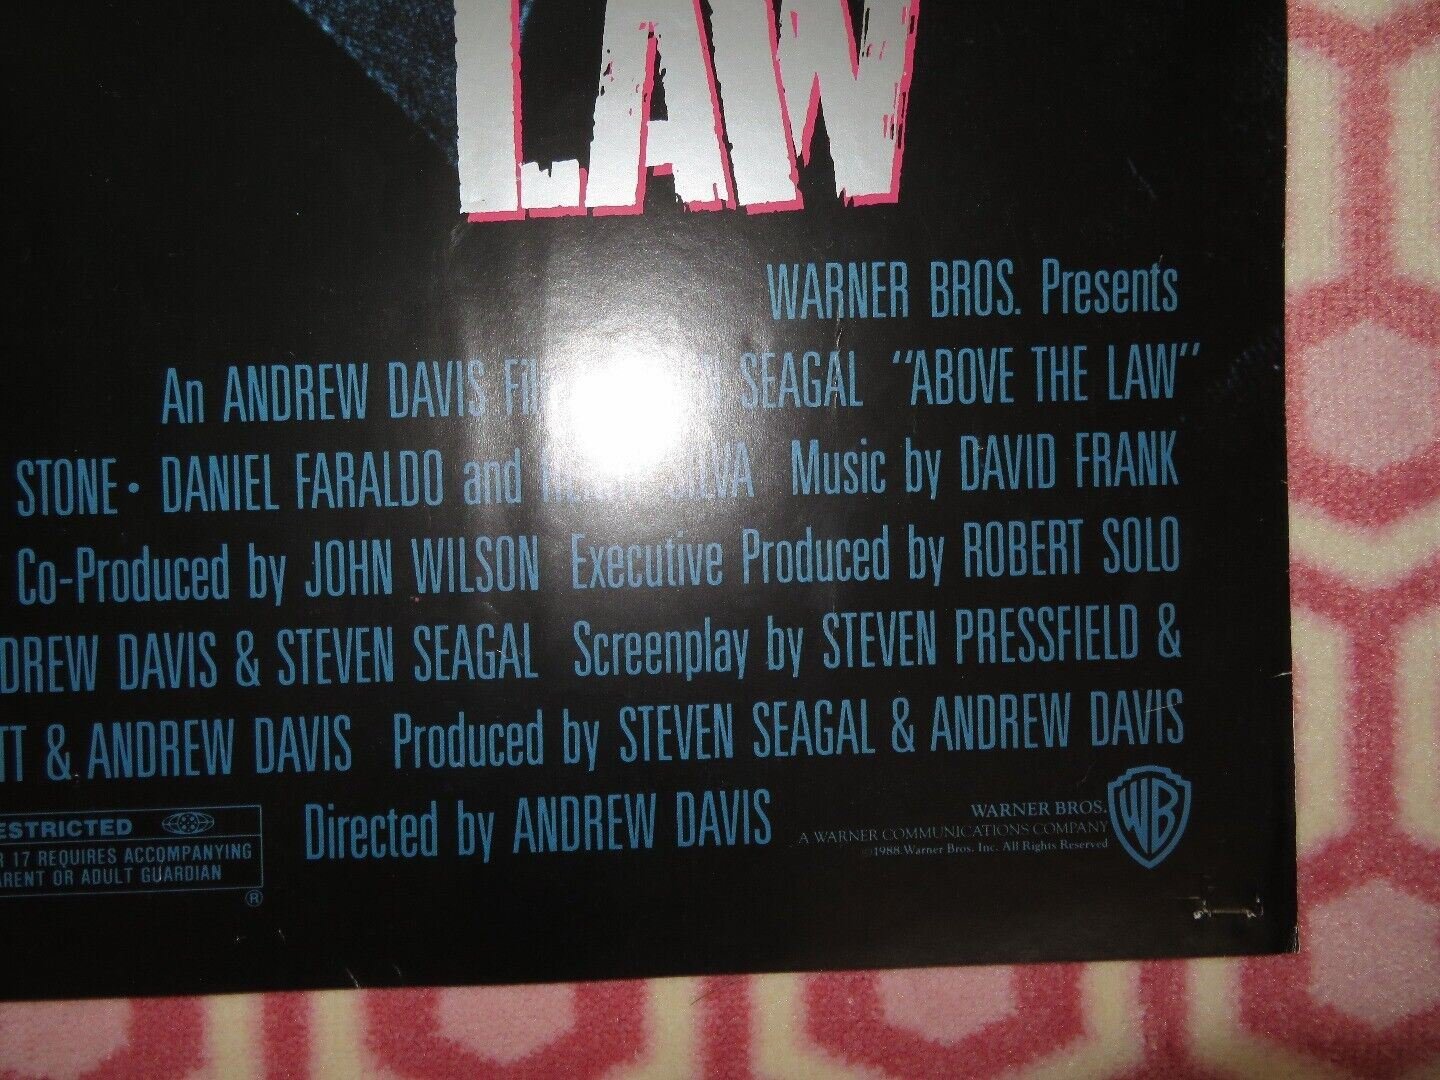 LAW
WARNER BROS. Presents
An ANDREW DAVIS SEAGAL "ABOVE THE LAW"
STONE • DANIEL FARALDO and SILVA Music by DAVID FRANK
Co-Produced by JOHN WILSON Executive Produced by ROBERT SOLO
DREW DAVIS & STEVEN SEAGAL Screenplay by STEVEN PRESSFIELD &
TT & ANDREW DAVIS Produced by STEVEN SEAGAL & ANDREW DAVIS
ESTRICTED
R 17 REQUIRES ACCOMPANYING
ARENT OR ADULT GUARDIAN
®
Directed by ANDREW DAVIS
WARNER BROS.
A WARNER COMMUNICATIONS COMPANY
©1988 Warner Bros. Inc. All Rights Reserved
WB